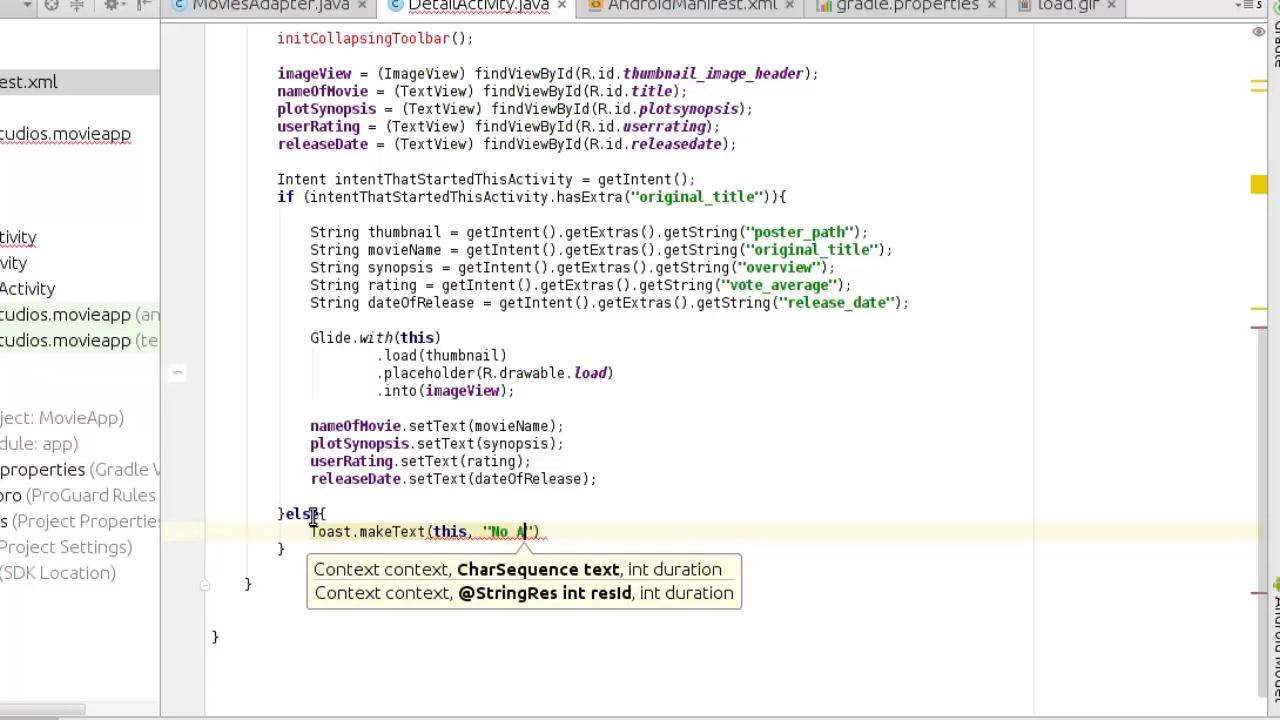 MoviesAdapter.java
DetailActivity.java
AndroidManifest.xml
gradle.properties
load.gif
initCollapsingToolbar();
imageView = (ImageView) findViewById(R.id.thumbnail_image_header);
nameOfMovie = (TextView) findViewById(R.id.title);
plotSynopsis = (TextView) findViewById(R.id.plotsynopsis);
userRating = (TextView) findViewById(R.id.userrating);
releaseDate = (TextView) findViewById(R.id.releasedate);
Intent intentThatStartedThisActivity = getIntent();
if (intentThatStartedThisActivity.hasExtra("original_title")){
String thumbnail = getIntent().getExtras().getString("poster_path");
String movieName = getIntent().getExtras().getString("original_title");
String synopsis = getIntent().getExtras().getString("overview");
String rating = getIntent().getExtras().getString("vote_average");
String dateOfRelease = getIntent().getExtras().getString("release_date");
Glide.with(this)
.load(thumbnail)
.placeholder(R.drawable.load)
.into(imageView);
nameOfMovie.setText(movieName);
plotSynopsis.setText(synopsis);
userRating.setText(rating);
releaseDate.setText(dateOfRelease);
}else{
Toast.makeText(this, "No A")
}
Context context, CharSequence text, int duration
Context context, @StringRes int resId, int duration
}
}
est.xml
tudios.movieapp
tivity
ivity
Activity
tudios.movieapp (an
tudios.movieapp (te
ject: MovieApp)
dule: app)
properties (Gradle V
pro (ProGuard Rules
s (Project Properties
Project Settings)
(SDK Location)